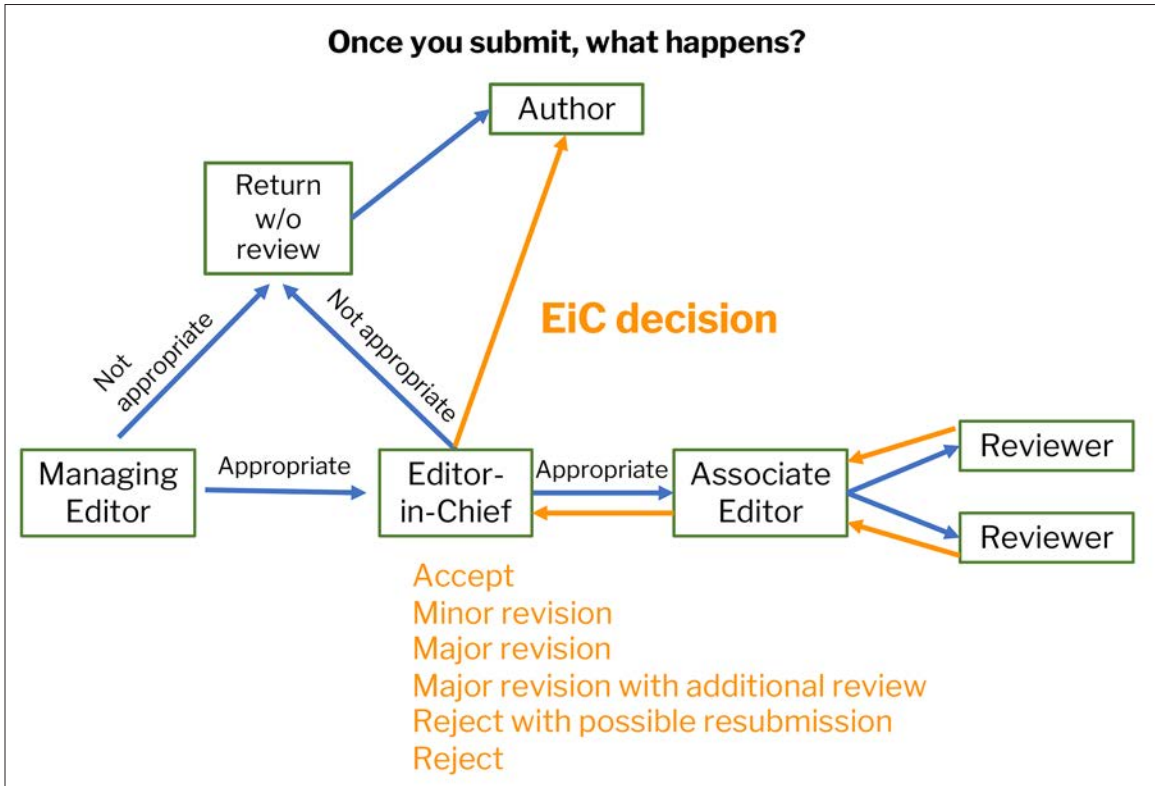 Once you submit, what happens?
Author
Return
w/o
review
Not
appropriate
Not appropriate
EiC decision
Managing
Editor
Appropriate
Editor-
in-Chief
Appropriate
Associate
Editor
Reviewer
Reviewer
Accept
Minor revision
Major revision
Major revision with additional review
Reject with possible resubmission
Reject